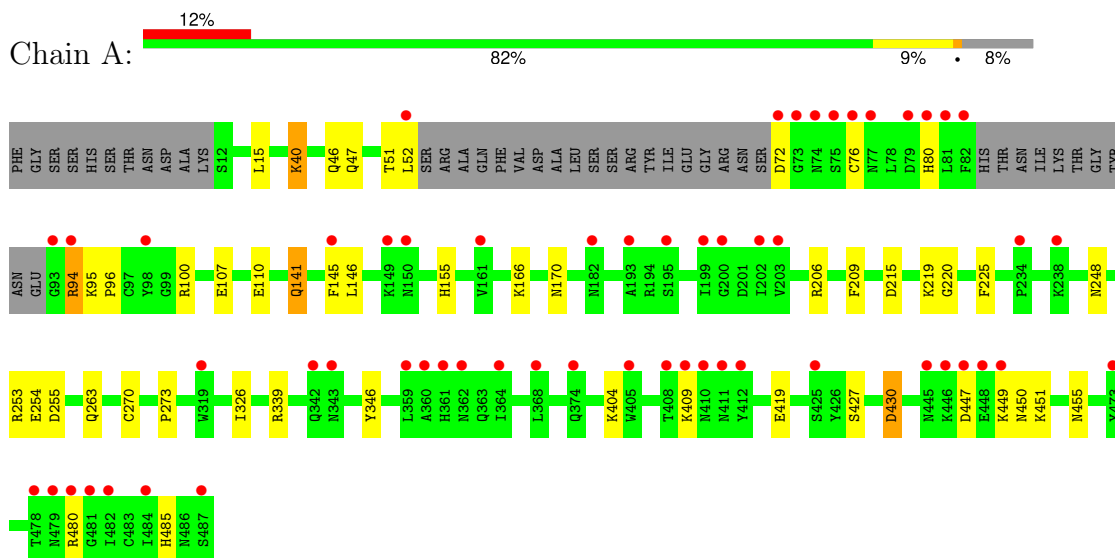 12%
Chain A:
82% 9% • 8%
PHE GLY SER SER HIS SER THR ASN ASP ALA LYS S12 L15 K40 Q46 Q47 T51 L52 SER ARG ALA GLN PHE VAL ASP ALA LEU SER SER ARG TYR ILE GLU GLY ARG ASN SER D72 G73 N74 S75 C76 N77 L78 D79 H80 L81 F82 HIS THR ASN ILE LYS THR GLY TYR
ASN GLU G93 R94 K95 P96 C97 Y98 G99 R100 E107 E110 Q141 F145 L146 K149 N150 H155 V161 K166 N170 N182 A193 R194 S195 I199 G200 D201 I202 V203 R206 F209 D215 K219 G220 F225 P234 K238 N248
R253 E254 D255 Q263 C270 P273 W319 I326 R339 Q342 N343 Y346 L359 A360 H361 N362 Q363 I364 L368 Q374 K404 W405 T408 K409 N410 N411 Y412 E419 S425 Y426 S427 D430 N445 K446 D447 E448 K449 N450 K451 N455 Y473
T478 N479 R480 G481 I482 C483 I484 H485 N486 S487